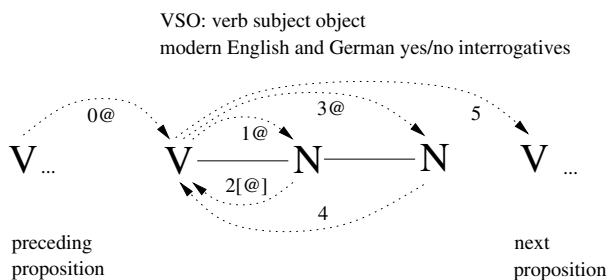 VSO: verb subject object
modern English and German yes/no interrogatives
0@ 1@ 3@ 5
V... V N N V ...
2[@] 4
preceding next
proposition proposition